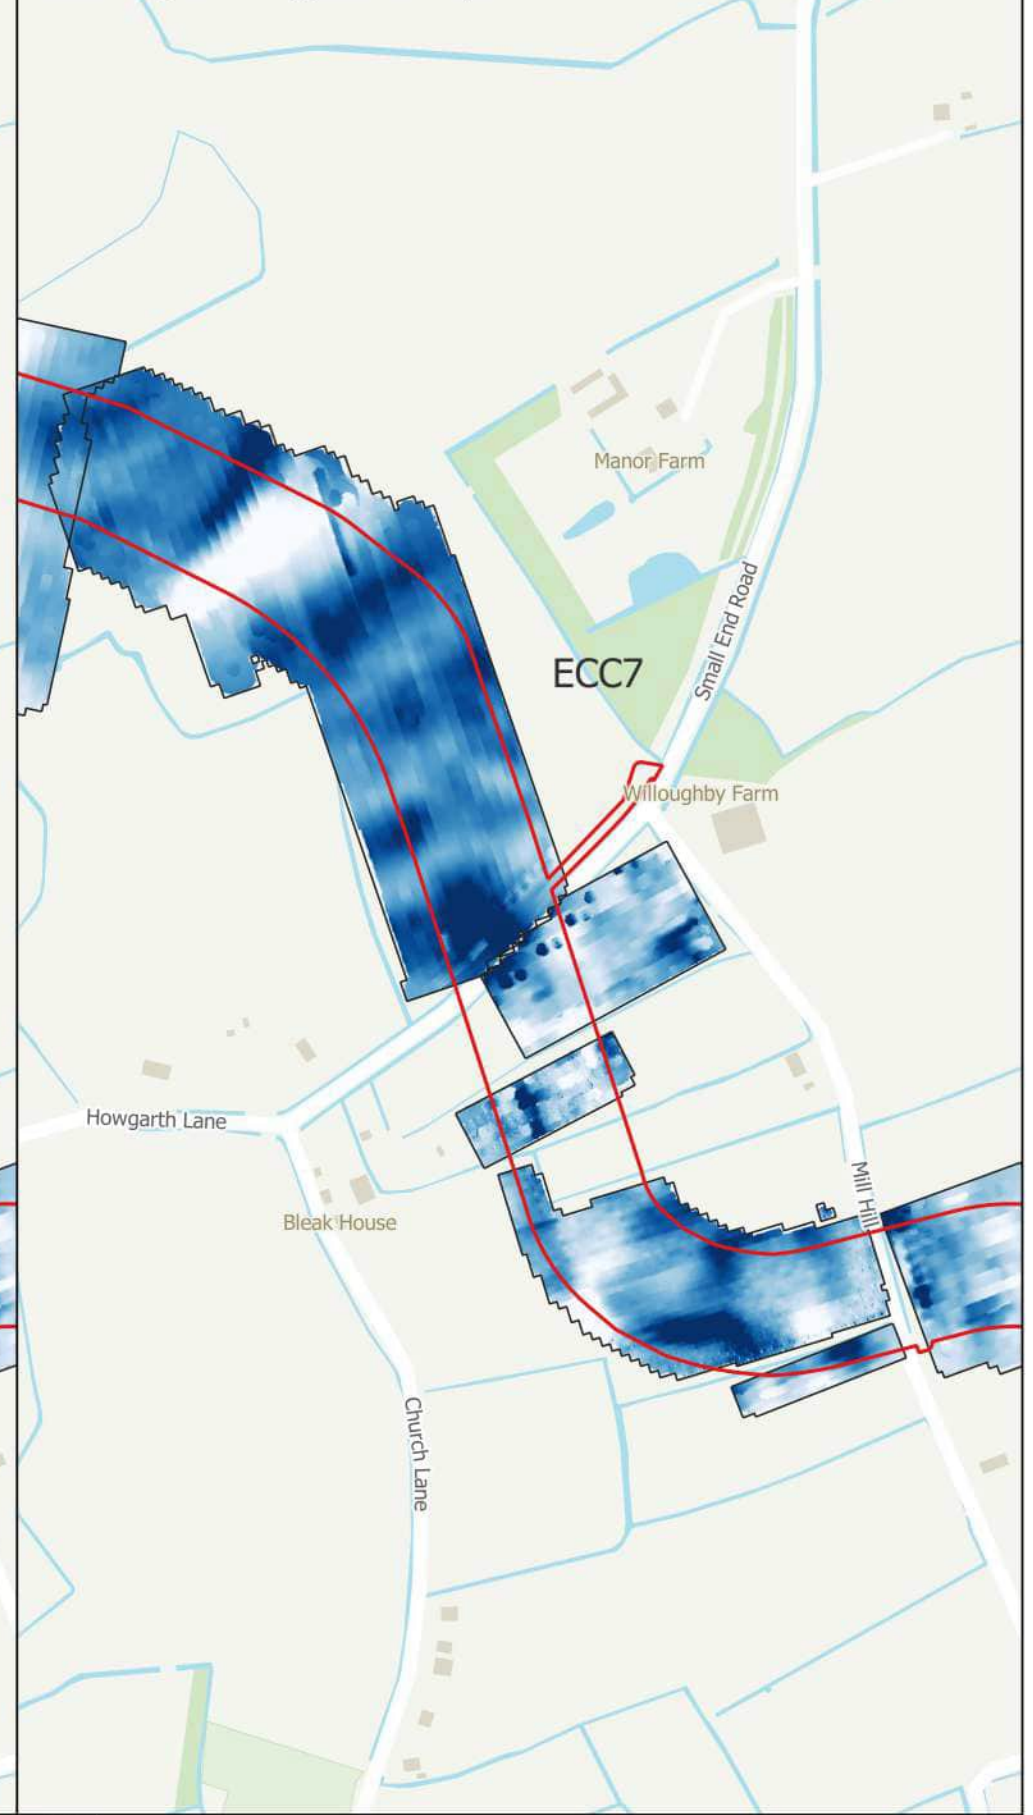 Manor Farm
Small End Road
ECC7
Willoughby Farm
Howgarth Lane
Mill Hill
Bleak House
Church Lane